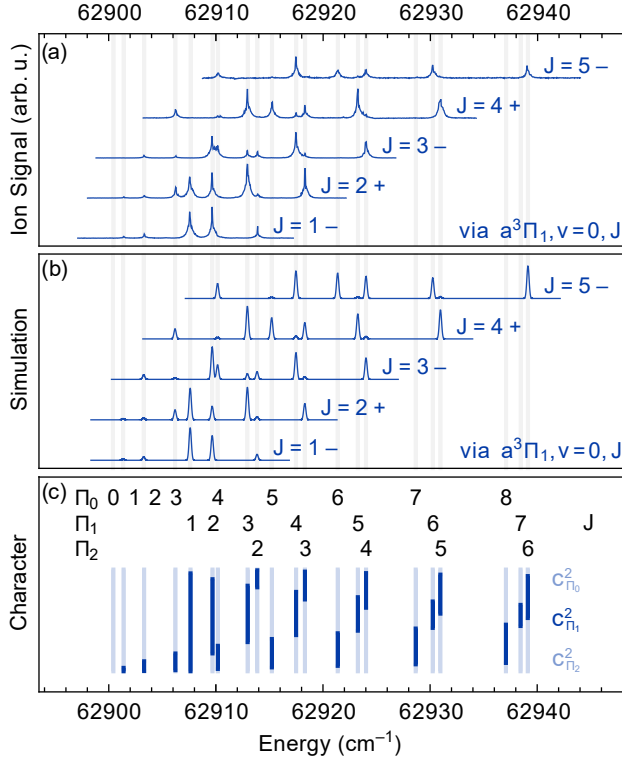 62900 62910 62920 62930 62940
(a)
J = 5 −
J = 4 +
J = 3 −
J = 2 +
J = 1 −
via a³Π₁, v = 0, J
Ion Signal (arb. u.)
(b)
J = 5 −
J = 4 +
J = 3 −
J = 2 +
J = 1 −
via a³Π₁, v = 0, J
Simulation
(c)
Π₀ 0 1 2 3 4 5 6 7 8
Π₁ 1 2 3 4 5 6 7 J
Π₂ 2 3 4 5 6
c²Π₀
c²Π₁
c²Π₂
Character
62900 62910 62920 62930 62940
Energy (cm⁻¹)